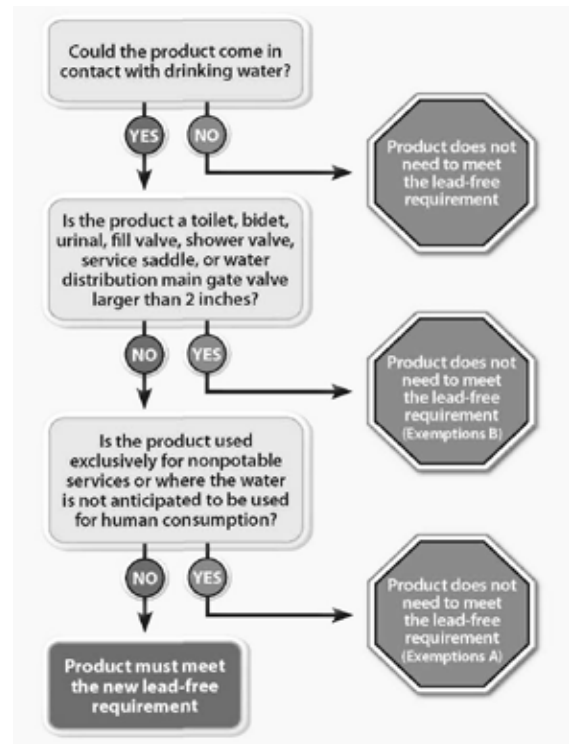 Could the product come in
contact with drinking water?
YES
NO
Product does not
need to meet
the lead-free
requirement
Is the product a toilet, bidet,
urinal, fill valve, shower valve,
service saddle, or water
distribution main gate valve
larger than 2 inches?
NO
YES
Product does not
need to meet
the lead-free
requirement
(Exemptions B)
Is the product used
exclusively for nonpotable
services or where the water
is not anticipated to be used
for human consumption?
NO
YES
Product does not
need to meet
the lead-free
requirement
(Exemptions A)
Product must meet
the new lead-free
requirement